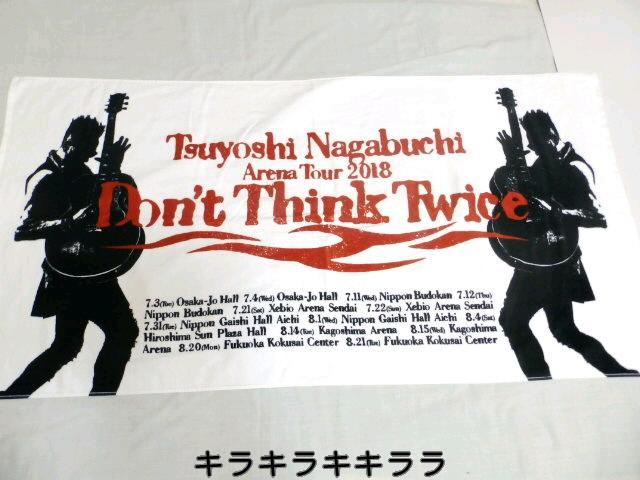 Tsuyoshi Nagabuchi
Arena Tour 2018
Don't Think Twice
7.3(Tue) Osaka-Jo Hall 7.4(Wed) Osaka-Jo Hall 7.11(Wed) Nippon Budokan 7.12(Thu)
Nippon Budokan 7.21(Sat) Xebio Arena Sendai 7.22(Sun) Xebio Arena Sendai
7.31(Tue) Nippon Gaishi Hall Aichi 8.1(Wed) Nippon Gaishi Hall Aichi 8.4(Sat)
Hiroshima Sun Plaza Hall 8.14(Tue) Kagoshima Arena 8.15(Wed) Kagoshima
Arena 8.20(Mon) Fukuoka Kokusai Center 8.21(Tue) Fukuoka Kokusai Center
キラキラキキララ